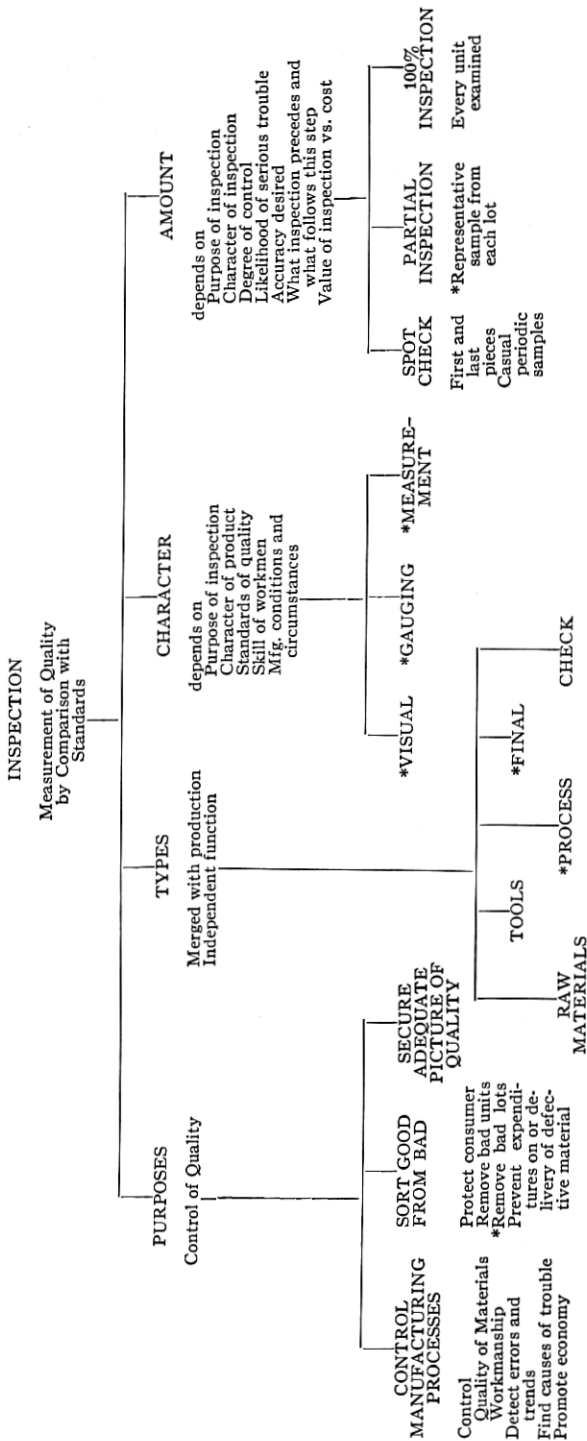 INSPECTION
Measurement of Quality
by Comparison with
Standards
PURPOSES
Control of Quality
CONTROL
MANUFACTURING
PROCESSES
Control
Quality of Materials
Workmanship
Detect errors and
trends
Find causes of trouble
Promote economy
SORT GOOD
FROM BAD
Protect consumer
Remove bad units
*Remove bad lots
Prevent expendi-
tures on or de-
livery of defec-
tive material
SECURE
ADEQUATE
PICTURE OF
QUALITY
TYPES
Merged with production
Independent function
RAW
MATERIALS
TOOLS
*PROCESS
*FINAL
CHECK
CHARACTER
depends on
Purpose of inspection
Character of product
Standards of quality
Skill of workmen
Mfg. conditions and
circumstances
*VISUAL
*GAUGING
*MEASURE-
MENT
AMOUNT
depends on
Purpose of inspection
Character of inspection
Degree of control
Likelihood of serious trouble
Accuracy desired
What inspection precedes and
what follows this step
Value of inspection vs. cost
SPOT
CHECK
First and
last
pieces
Casual
periodic
samples
PARTIAL
INSPECTION
*Representative
sample from
each lot
100%
INSPECTION
Every unit
examined